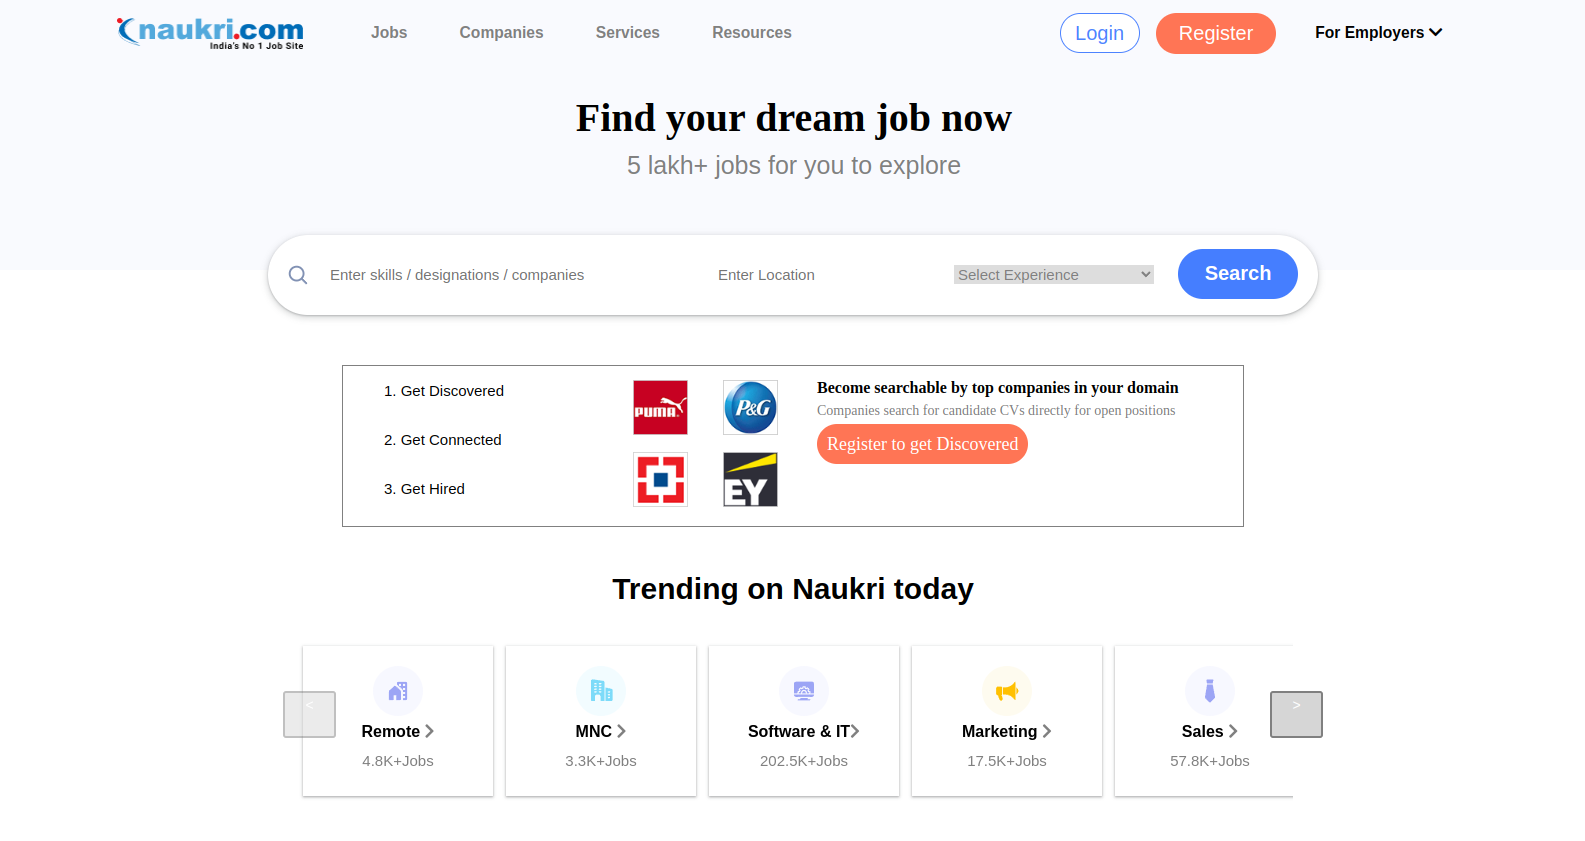 naukri.com
India's No 1 Job Site
Jobs
Companies
Services
Resources
Login
Register
For Employers
Find your dream job now
5 lakh+ jobs for you to explore
Enter skills / designations / companies
Enter Location
Select Experience
Search
1. Get Discovered
2. Get Connected
3. Get Hired
PUMA
P&G
EY
Become searchable by top companies in your domain
Companies search for candidate CVs directly for open positions
Register to get Discovered
Trending on Naukri today
<
Remote
4.8K+Jobs
MNC
3.3K+Jobs
Software & IT
202.5K+Jobs
Marketing
17.5K+Jobs
Sales
57.8K+Jobs
>